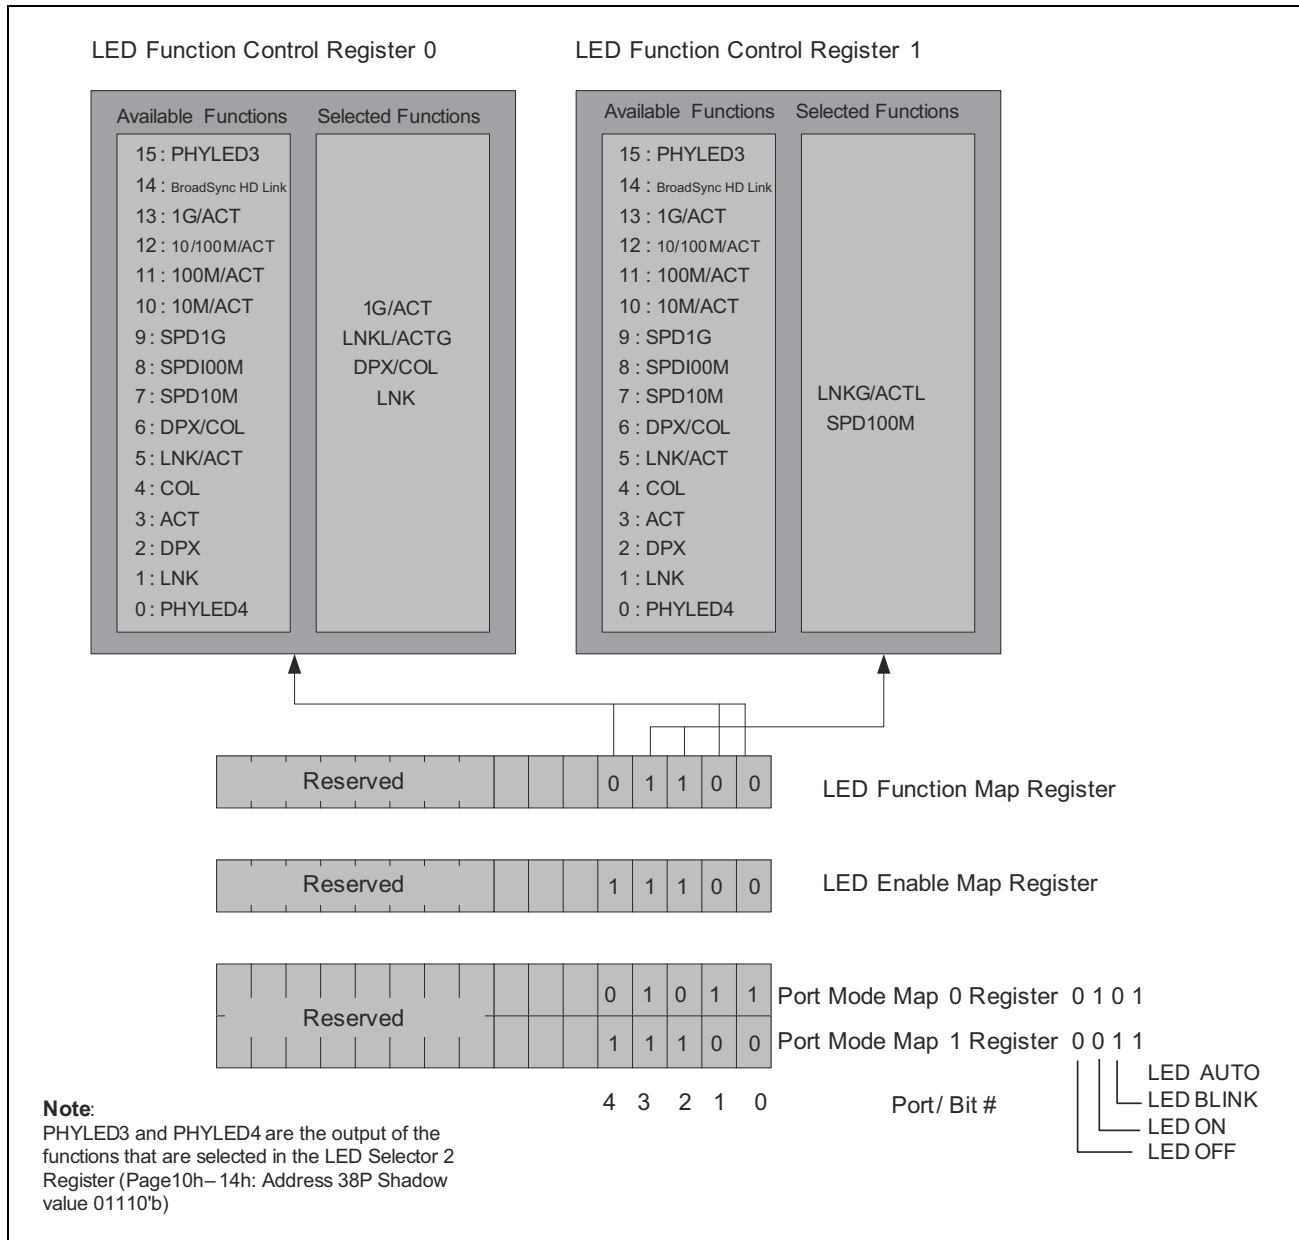 LED Function Control Register 0
Available Functions
15 : PHYLED3
14 : BroadSync HD Link
13 : 1G/ACT
12 : 10/100M/ACT
11 : 100M/ACT
10 : 10M/ACT
9 : SPD1G
8 : SPDI00M
7 : SPD10M
6 : DPX/COL
5 : LNK/ACT
4 : COL
3 : ACT
2 : DPX
1 : LNK
0 : PHYLED4
Selected Functions
1G/ACT
LNKL/ACTG
DPX/COL
LNK
LED Function Control Register 1
Available Functions
15 : PHYLED3
14 : BroadSync HD Link
13 : 1G/ACT
12 : 10/100M/ACT
11 : 100M/ACT
10 : 10M/ACT
9 : SPD1G
8 : SPDI00M
7 : SPD10M
6 : DPX/COL
5 : LNK/ACT
4 : COL
3 : ACT
2 : DPX
1 : LNK
0 : PHYLED4
Selected Functions
LNKG/ACTL
SPD100M
Reserved 0 1 1 0 0 LED Function Map Register
Reserved 1 1 1 0 0 LED Enable Map Register
Reserved
0 1 0 1 1 Port Mode Map 0 Register 0 1 0 1
1 1 1 0 0 Port Mode Map 1 Register 0 0 1 1
4 3 2 1 0 Port/ Bit #
LED AUTO
LED BLINK
LED ON
LED OFF
Note:
PHYLED3 and PHYLED4 are the output of the
functions that are selected in the LED Selector 2
Register (Page10h–14h: Address 38P Shadow
value 01110'b)